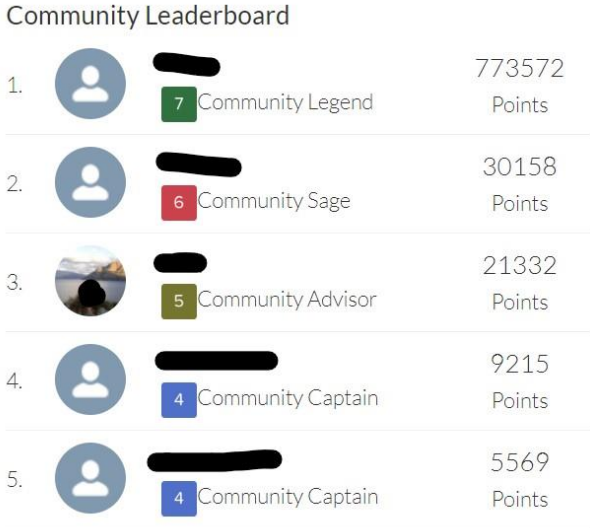 Community Leaderboard
1.
773572
7 Community Legend
Points
2.
30158
6 Community Sage
Points
3.
21332
5 Community Advisor
Points
4.
9215
4 Community Captain
Points
5.
5569
4 Community Captain
Points